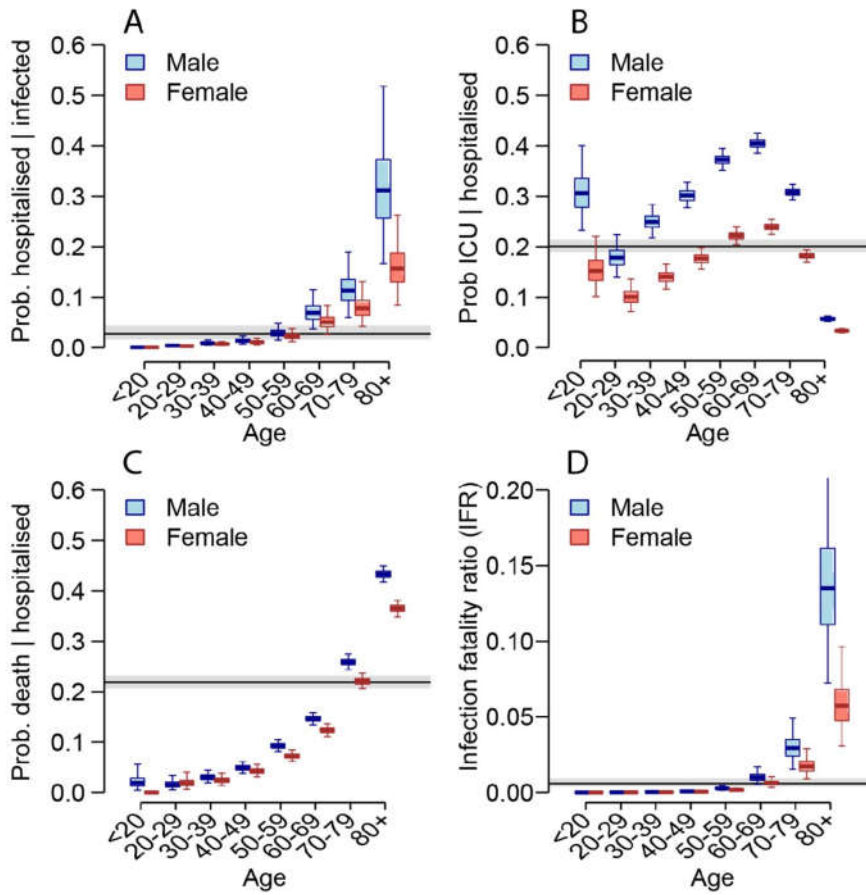 A
Prob. hospitalised | infected
0.6
0.5
0.4
0.3
0.2
0.1
0.0
Male
Female
<20
20-29
30-39
40-49
50-59
60-69
70-79
80+
Age
B
Prob ICU | hospitalised
0.6
0.5
0.4
0.3
0.2
0.1
0.0
Male
Female
<20
20-29
30-39
40-49
50-59
60-69
70-79
80+
Age
C
Prob. death | hospitalised
0.6
0.5
0.4
0.3
0.2
0.1
0.0
Male
Female
<20
20-29
30-39
40-49
50-59
60-69
70-79
80+
Age
D
Infection fatality ratio (IFR)
0.20
0.15
0.10
0.05
0.00
Male
Female
<20
20-29
30-39
40-49
50-59
60-69
70-79
80+
Age